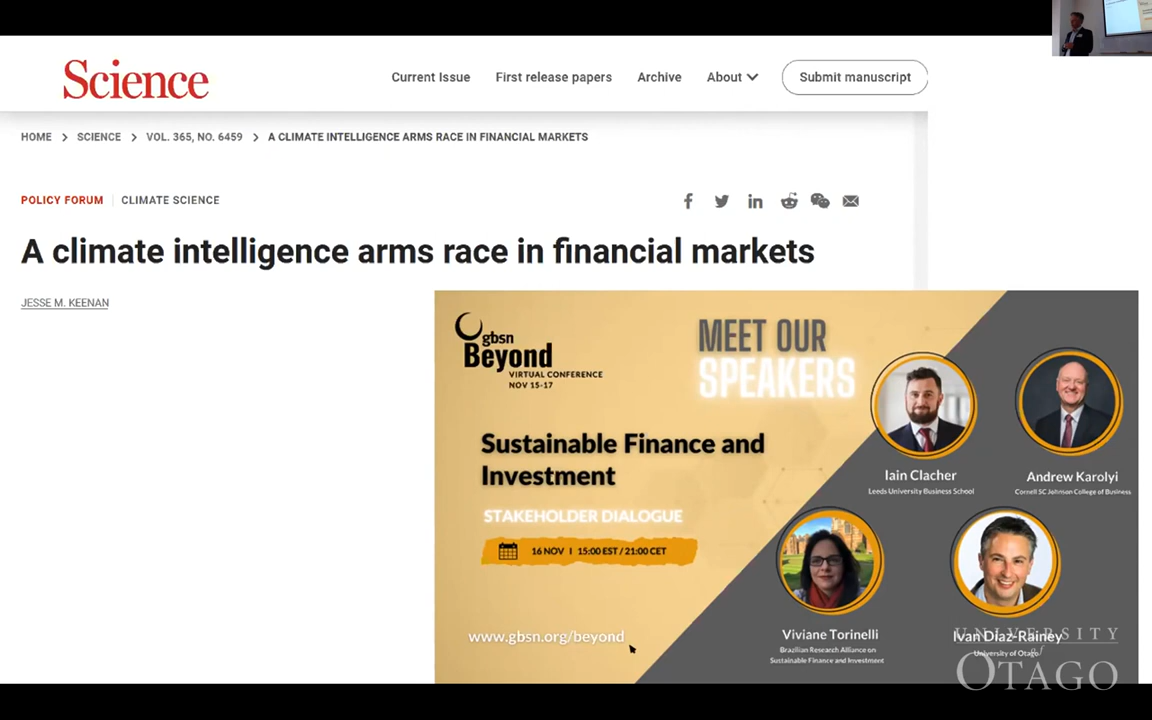 Science
Current Issue
First release papers
Archive
About
Submit manuscript
HOME > SCIENCE > VOL. 365, NO. 6459 > A CLIMATE INTELLIGENCE ARMS RACE IN FINANCIAL MARKETS
POLICY FORUM | CLIMATE SCIENCE
A climate intelligence arms race in financial markets
JESSE M. KEENAN
gbsn
Beyond
VIRTUAL CONFERENCE
NOV 15-17
MEET OUR
SPEAKERS
Sustainable Finance and
Investment
STAKEHOLDER DIALOGUE
16 NOV I 15:00 EST / 21:00 CET
www.gbsn.org/beyond
Iain Clacher
Leeds University Business School
Andrew Karolyi
Cornell SC Johnson College of Business
Viviane Torinelli
Brazilian Research Alliance on
Sustainable Finance and Investment
Ivan Diaz-Rainey
University of Otago
UNIVERSITY
of
OTAGO